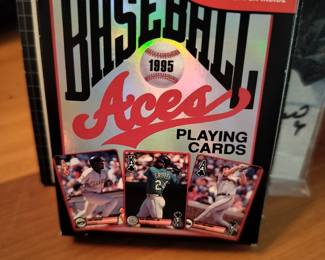 BASEBALL
1995
Aces
PLAYING
CARDS
A
A
A